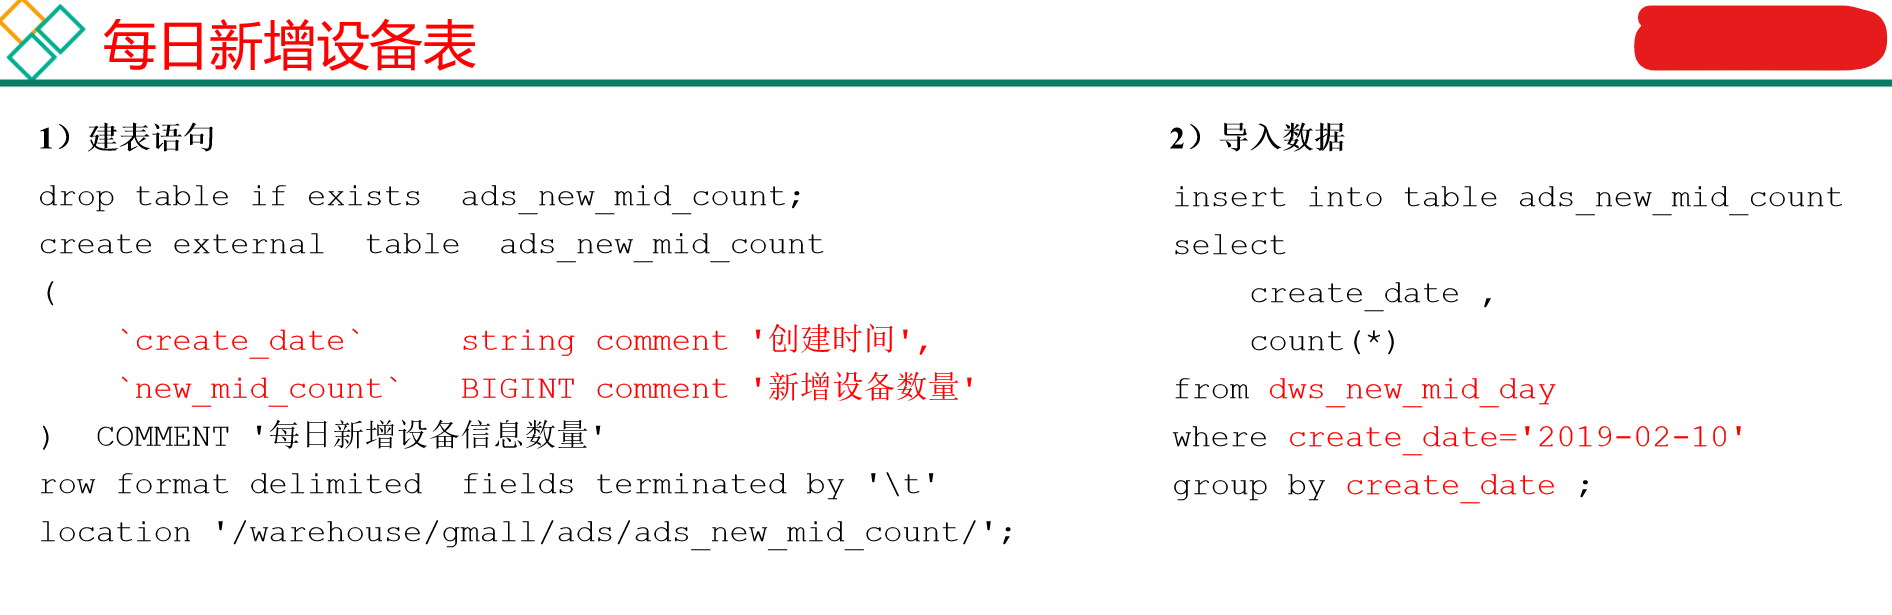 每日新增设备表
1）建表语句
drop table if exists  ads_new_mid_count;
create external  table  ads_new_mid_count
(
    `create_date`     string comment '创建时间',
    `new_mid_count`   BIGINT comment '新增设备数量'
)  COMMENT '每日新增设备信息数量'
row format delimited  fields terminated by '\t'
location '/warehouse/gmall/ads/ads_new_mid_count/';
2）导入数据
insert into table ads_new_mid_count
select
    create_date ,
    count(*)
from dws_new_mid_day
where create_date='2019-02-10'
group by create_date ;